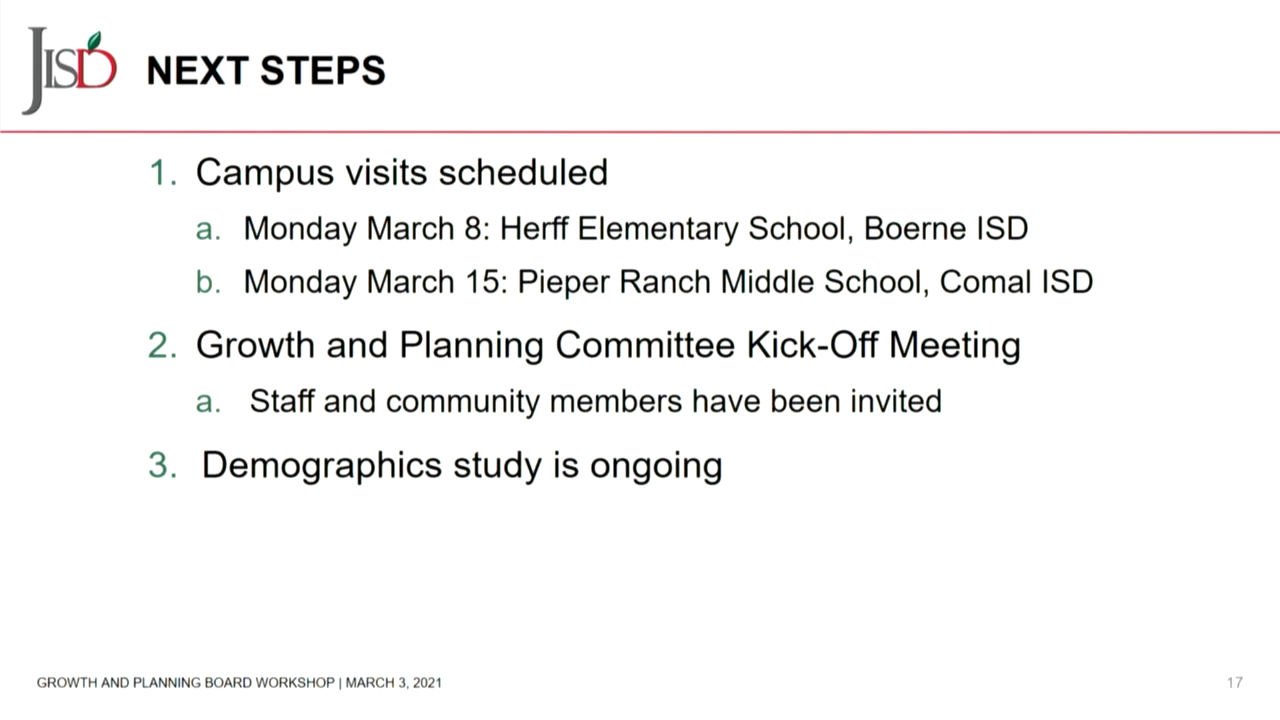 JISD
NEXT STEPS
1. Campus visits scheduled
a. Monday March 8: Herff Elementary School, Boerne ISD
b. Monday March 15: Pieper Ranch Middle School, Comal ISD
2. Growth and Planning Committee Kick-Off Meeting
a. Staff and community members have been invited
3. Demographics study is ongoing
GROWTH AND PLANNING BOARD WORKSHOP | MARCH 3, 2021
17